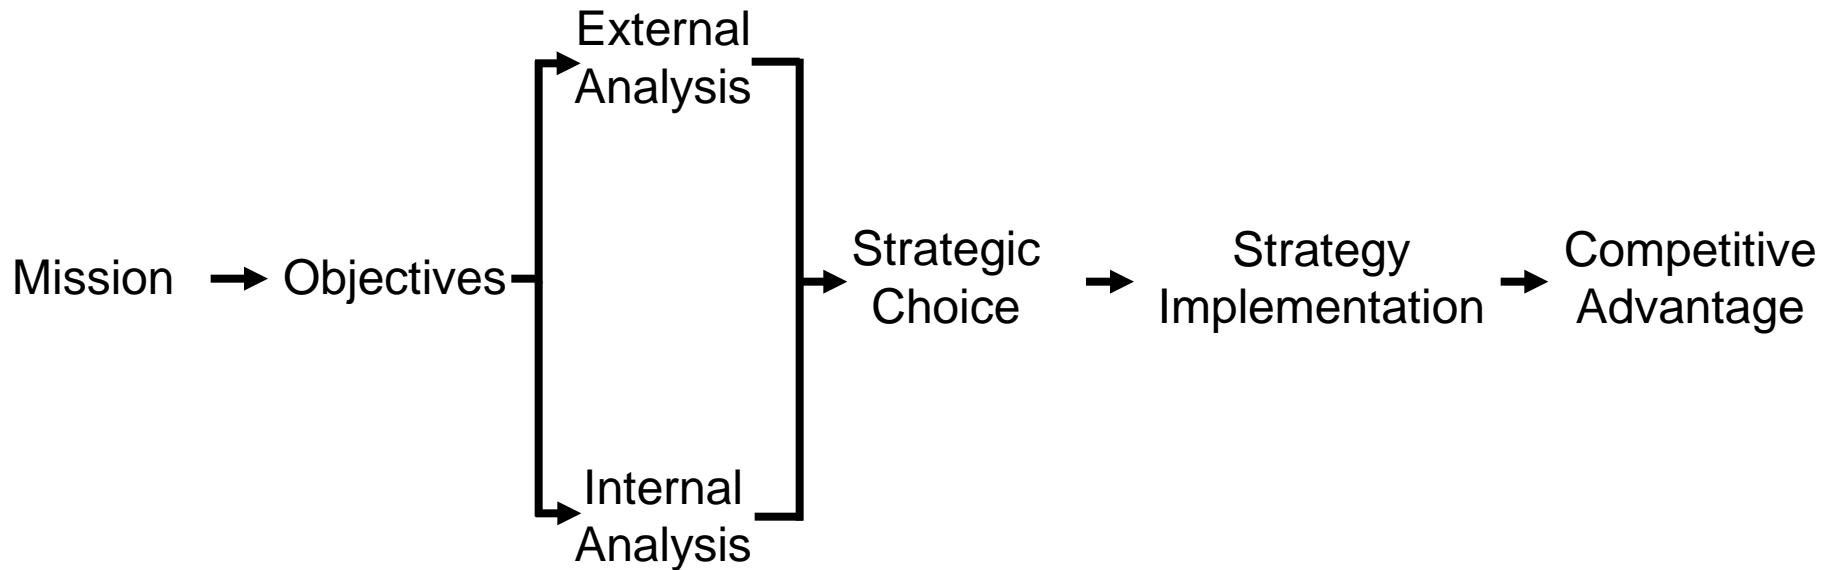 Mission
Objectives
External
Analysis
Internal
Analysis
Strategic
Choice
Strategy
Implementation
Competitive
Advantage